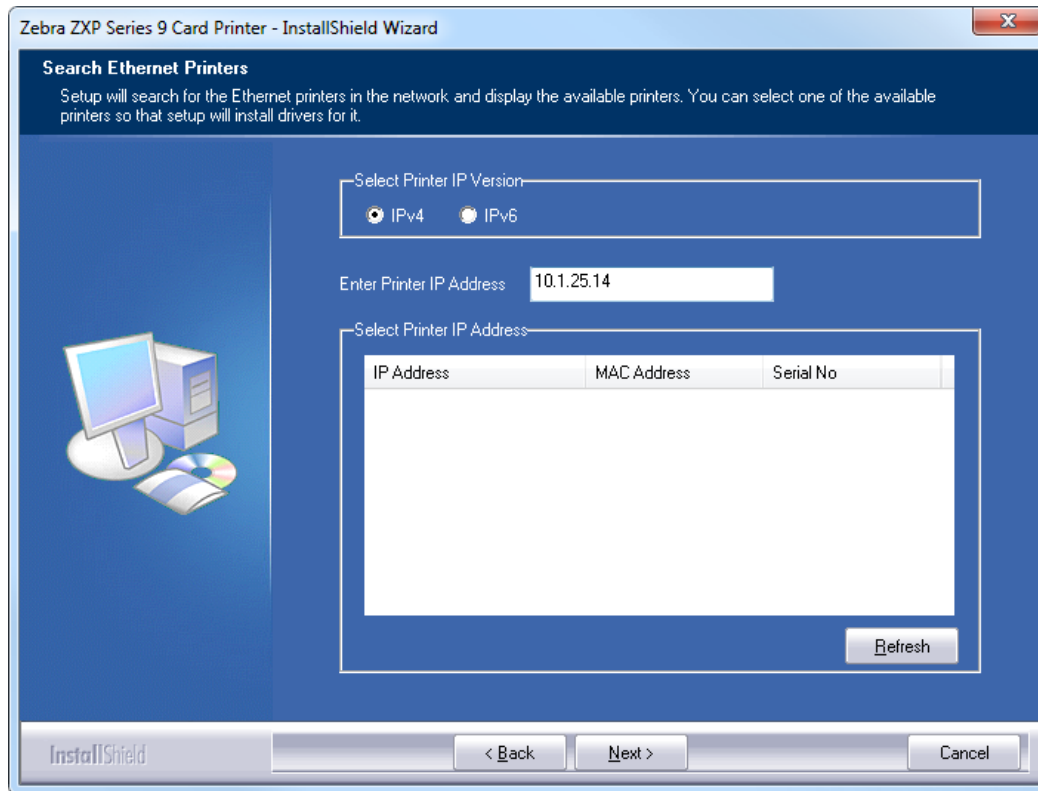 Zebra ZXP Series 9 Card Printer - InstallShield Wizard
Search Ethernet Printers
Setup will search for the Ethernet printers in the network and display the available printers. You can select one of the available
printers so that setup will install drivers for it.
Select Printer IP Version
IPv4 IPv6
Enter Printer IP Address 10.1.25.14
Select Printer IP Address
IP Address MAC Address Serial No
Refresh
InstallShield < Back Next > Cancel